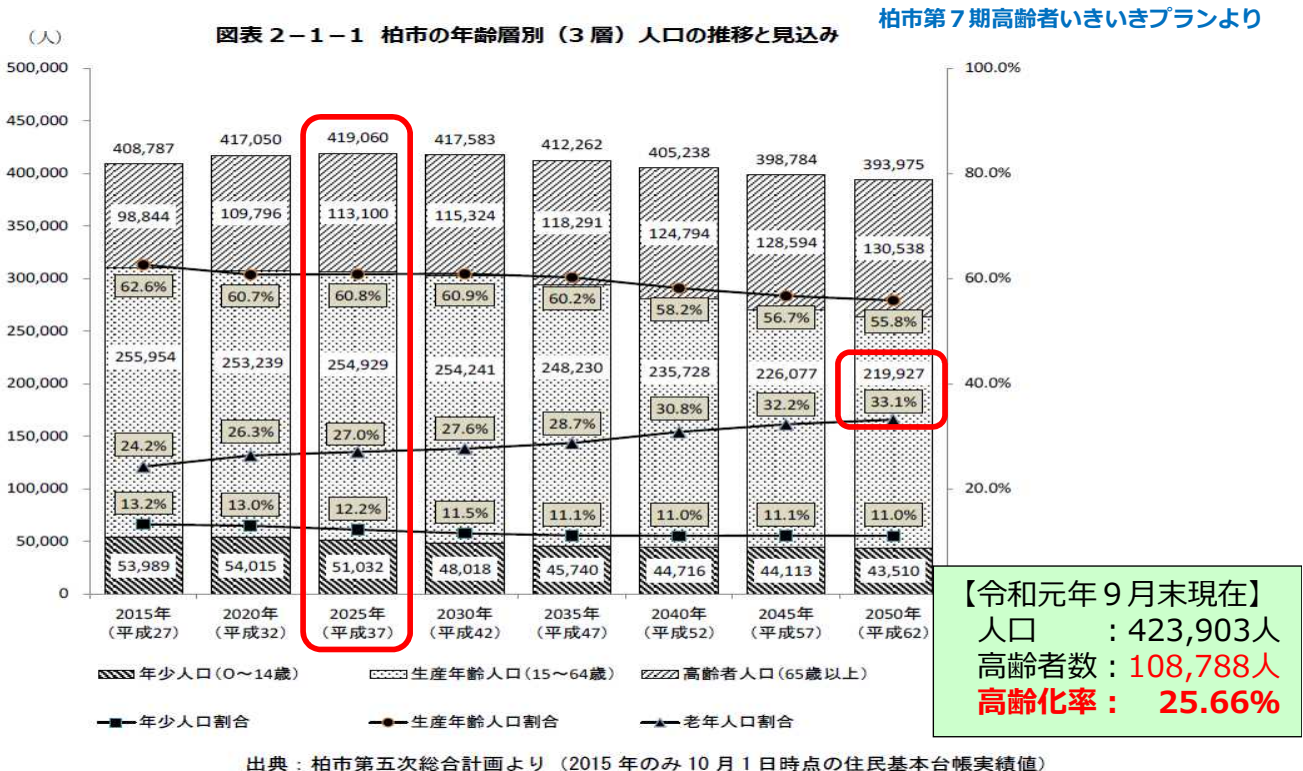 柏市第７期高齢者いきいきプランより
図表２−１−１ 柏市の年齢層別（３層）人口の推移と見込み
（人）
500,000
450,000
400,000
350,000
300,000
250,000
200,000
150,000
100,000
50,000
0
100.0%
80.0%
60.0%
40.0%
20.0%
408,787 417,050 419,060 417,583 412,262 405,238 398,784 393,975
98,844 109,796 113,100 115,324 118,291 124,794 128,594 130,538
62.6% 60.7% 60.8% 60.9% 60.2% 58.2% 56.7% 55.8%
255,954 253,239 254,929 254,241 248,230 235,728 226,077 219,927
24.2% 26.3% 27.0% 27.6% 28.7% 30.8% 32.2% 33.1%
13.2% 13.0% 12.2% 11.5% 11.1% 11.0% 11.1% 11.0%
53,989 54,015 51,032 48,018 45,740 44,716 44,113 43,510
2015年 2020年 2025年 2030年 2035年 2040年 2045年 2050年
（平成27） （平成32） （平成37） （平成42） （平成47） （平成52） （平成57） （平成62）
年少人口（0～14歳） 生産年齢人口（15～64歳） 高齢者人口（65歳以上）
年少人口割合 生産年齢人口割合 老年人口割合
【令和元年９月末現在】
人口　　：423,903人
高齢者数：108,788人
高齢化率：　25.66%
出典：柏市第五次総合計画より（2015 年のみ 10 月１日時点の住民基本台帳実績値）